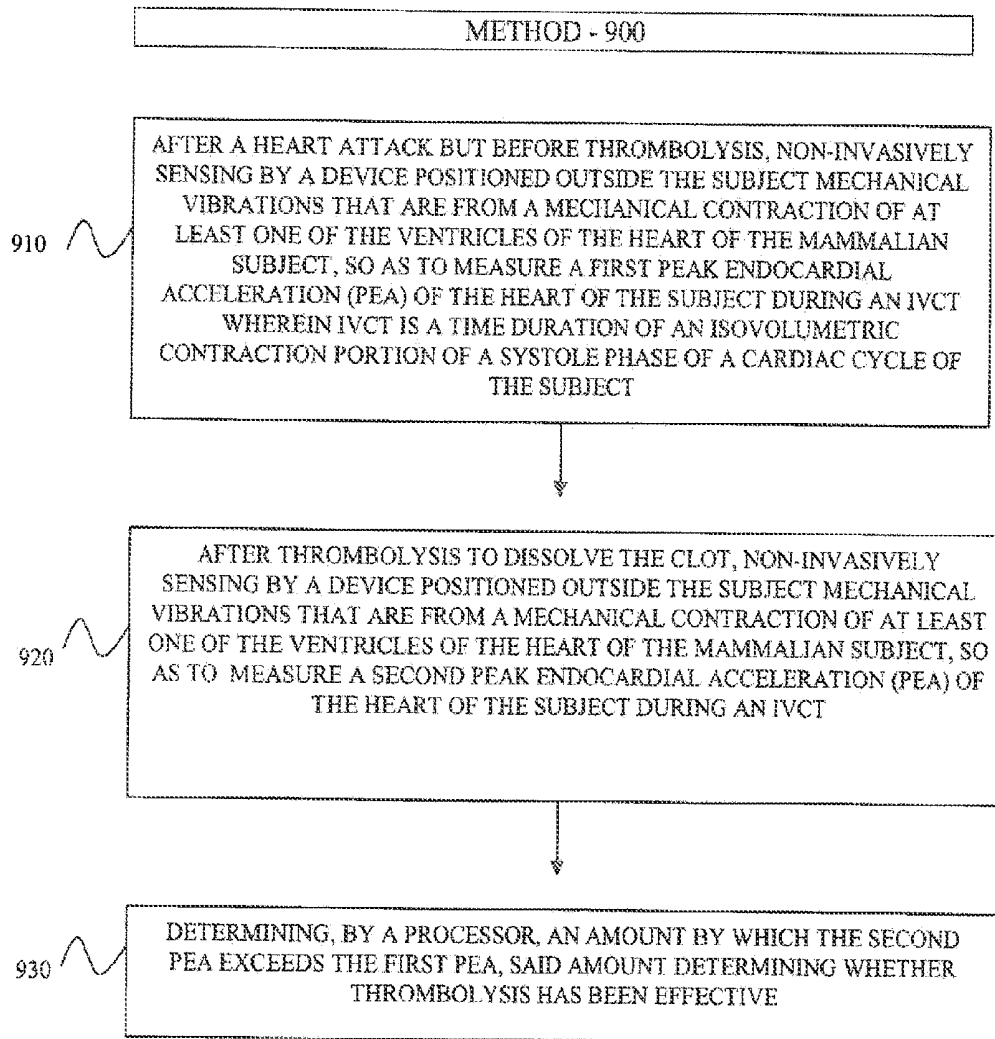 METHOD - 900
AFTER A HEART ATTACK BUT BEFORE THROMBOLYSIS, NON-INVASIVELY
SENSING BY A DEVICE POSITIONED OUTSIDE THE SUBJECT MECHANICAL
VIBRATIONS THAT ARE FROM A MECHANICAL CONTRACTION OF AT
LEAST ONE OF THE VENTRICLES OF THE HEART OF THE MAMMALIAN
SUBJECT, SO AS TO MEASURE A FIRST PEAK ENDOCARDIAL
ACCELERATION (PEA) OF THE HEART OF THE SUBJECT DURING AN IVCT
WHEREIN IVCT IS A TIME DURATION OF AN ISOVOLUMETRIC
CONTRACTION PORTION OF A SYSTOLE PHASE OF A CARDIAC CYCLE OF
THE SUBJECT
910
AFTER THROMBOLYSIS TO DISSOLVE THE CLOT, NON-INVASIVELY
SENSING BY A DEVICE POSITIONED OUTSIDE THE SUBJECT MECHANICAL
VIBRATIONS THAT ARE FROM A MECHANICAL CONTRACTION OF AT LEAST
ONE OF THE VENTRICLES OF THE HEART OF THE MAMMALIAN SUBJECT, SO
AS TO MEASURE A SECOND PEAK ENDOCARDIAL ACCELERATION (PEA) OF
THE HEART OF THE SUBJECT DURING AN IVCT
920
DETERMINING, BY A PROCESSOR, AN AMOUNT BY WHICH THE SECOND
PEA EXCEEDS THE FIRST PEA, SAID AMOUNT DETERMINING WHETHER
THROMBOLYSIS HAS BEEN EFFECTIVE
930